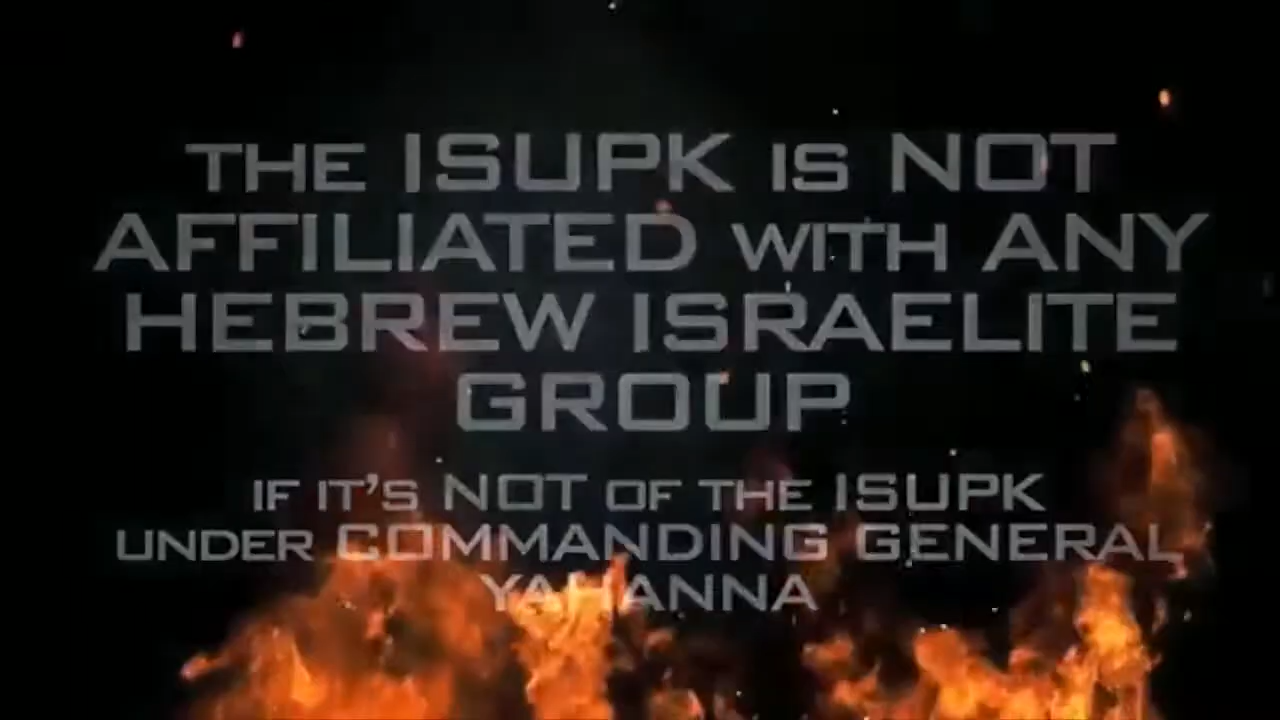 THE ISUPK IS NOT
AFFILIATED WITH ANY
HEBREW ISRAELITE
GROUP
IF IT'S NOT OF THE ISUPK
UNDER COMMANDING GENERAL
YAHANNA